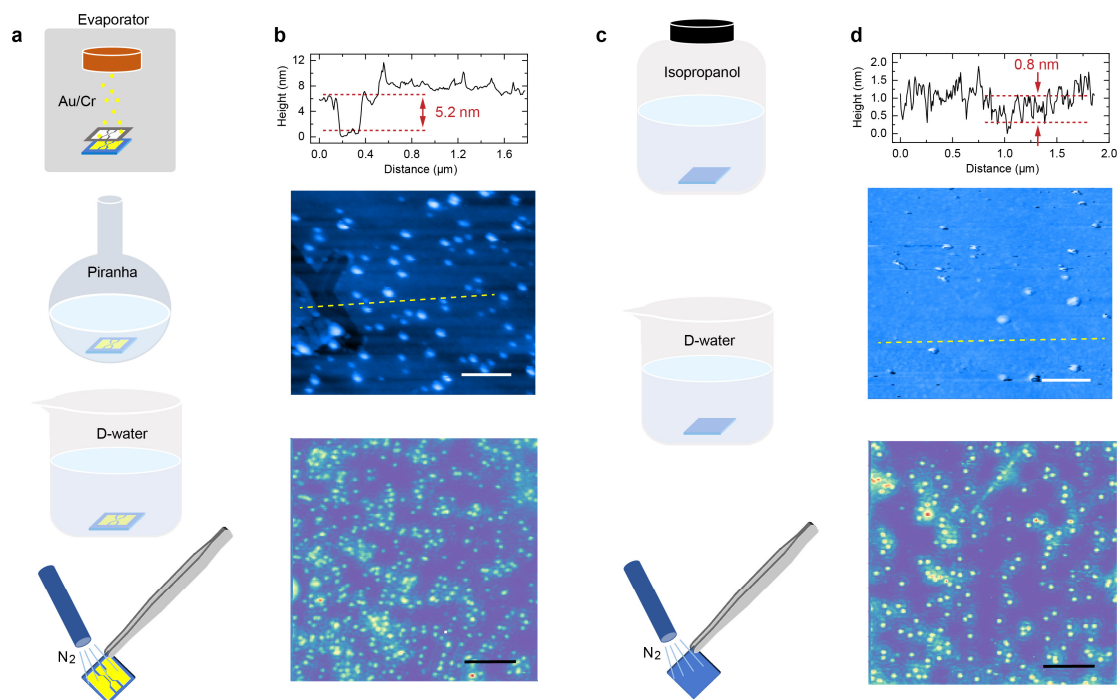 a
Evaporator
Au/Cr
Piranha
D-water
N₂
b
Height (nm)
12
8
4
0
5.2 nm
0.0 0.4 0.8 1.2 1.6
Distance (µm)
c
Isopropanol
D-water
N₂
d
Height (nm)
2.0
1.5
1.0
0.5
0.0
0.8 nm
0.0 0.5 1.0 1.5 2.0
Distance (µm)